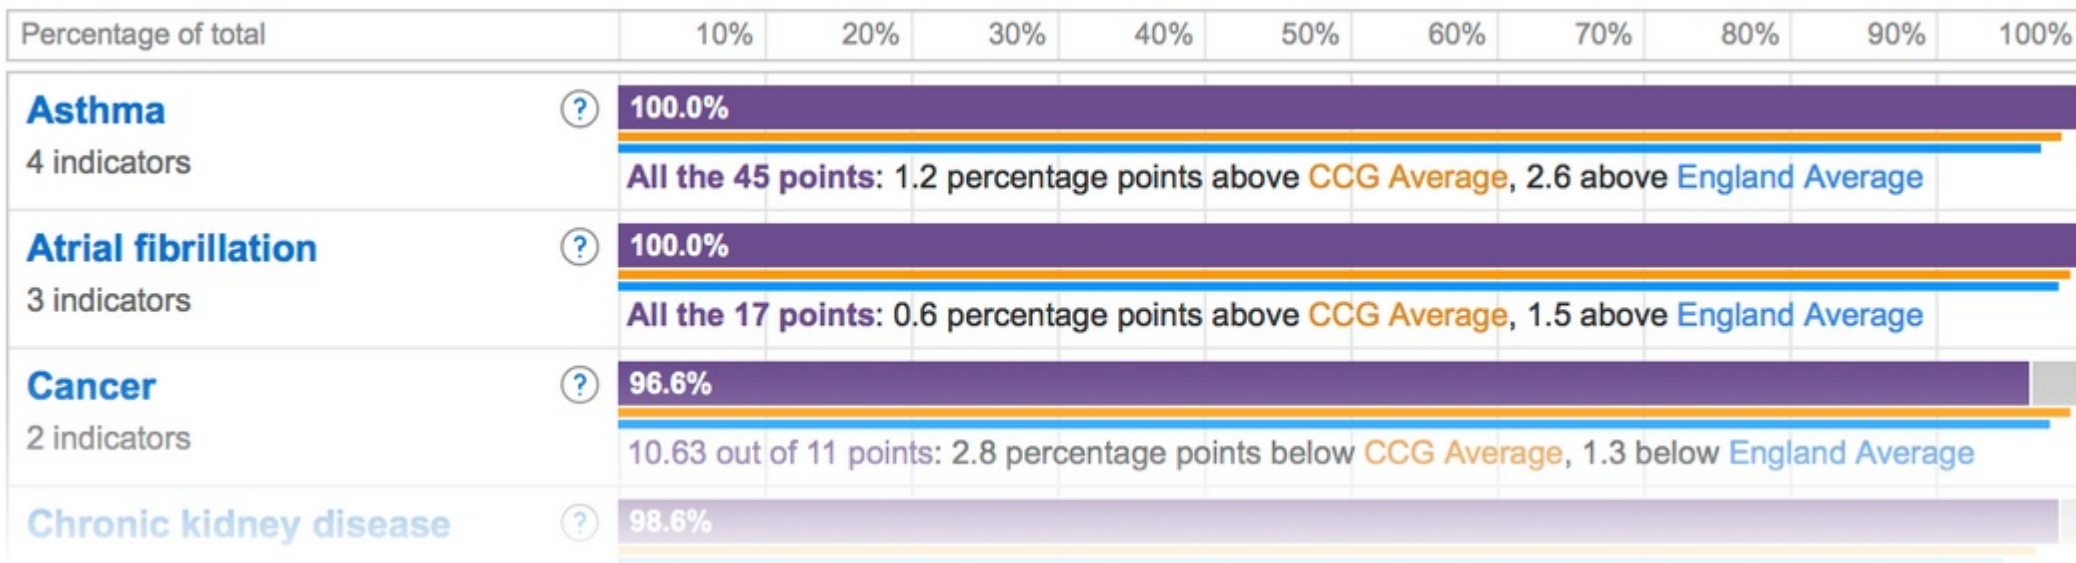 Percentage of total 10% 20% 30% 40% 50% 60% 70% 80% 90% 100%
Asthma ? 100.0%
4 indicators
All the 45 points: 1.2 percentage points above CCG Average, 2.6 above England Average
Atrial fibrillation ? 100.0%
3 indicators
All the 17 points: 0.6 percentage points above CCG Average, 1.5 above England Average
Cancer ? 96.6%
2 indicators
10.63 out of 11 points: 2.8 percentage points below CCG Average, 1.3 below England Average
Chronic kidney disease ? 98.6%